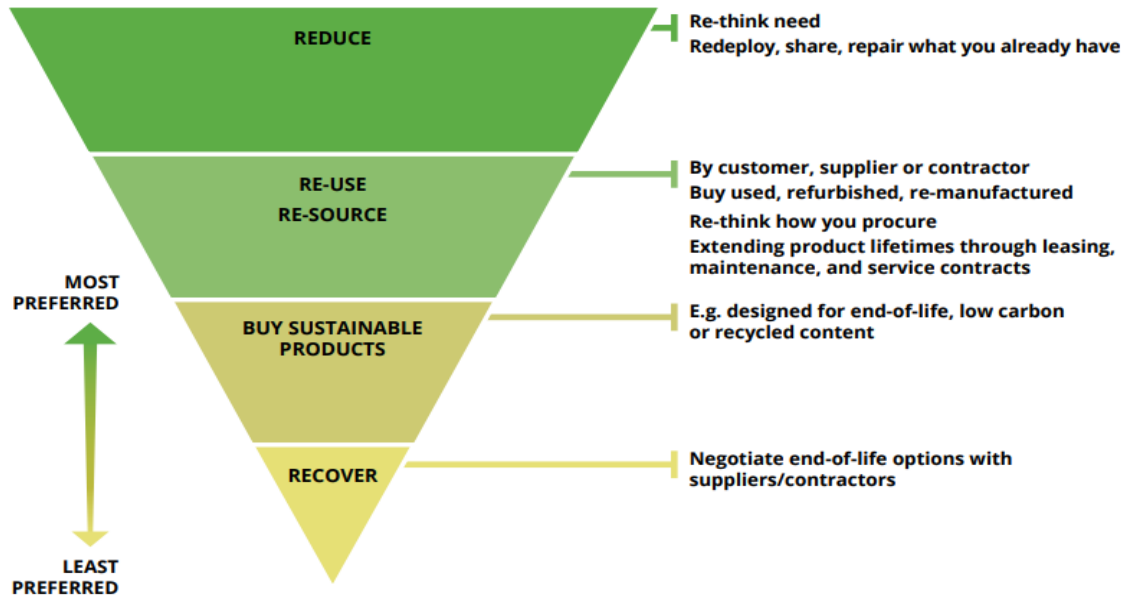 REDUCE
Re-think need
Redeploy, share, repair what you already have
RE-USE
RE-SOURCE
By customer, supplier or contractor
Buy used, refurbished, re-manufactured
Re-think how you procure
Extending product lifetimes through leasing,
maintenance, and service contracts
MOST
PREFERRED
BUY SUSTAINABLE
PRODUCTS
E.g. designed for end-of-life, low carbon
or recycled content
RECOVER
Negotiate end-of-life options with
suppliers/contractors
LEAST
PREFERRED